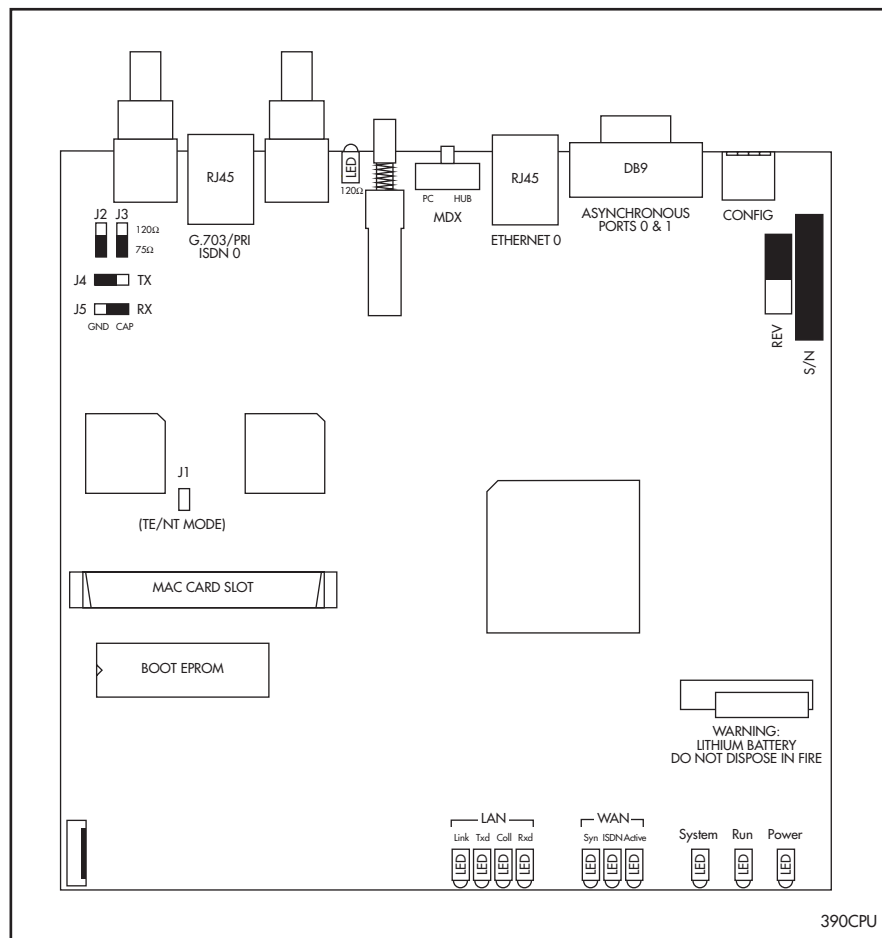 RJ45
LED
120Ω
PC HUB
MDX
RJ45
DB9
G.703/PRI
ISDN 0
ETHERNET 0
ASYNCHRONOUS
PORTS 0 & 1
CONFIG
J2 J3
120Ω
75Ω
J4 TX
J5 RX
GND CAP
REV
S/N
J1
(TE/NT MODE)
MAC CARD SLOT
BOOT EPROM
WARNING:
LITHIUM BATTERY
DO NOT DISPOSE IN FIRE
LAN
Link Txd Coll Rxd
LED LED LED LED
WAN
Syn ISDN Active
LED LED LED
System Run Power
LED LED LED
390CPU